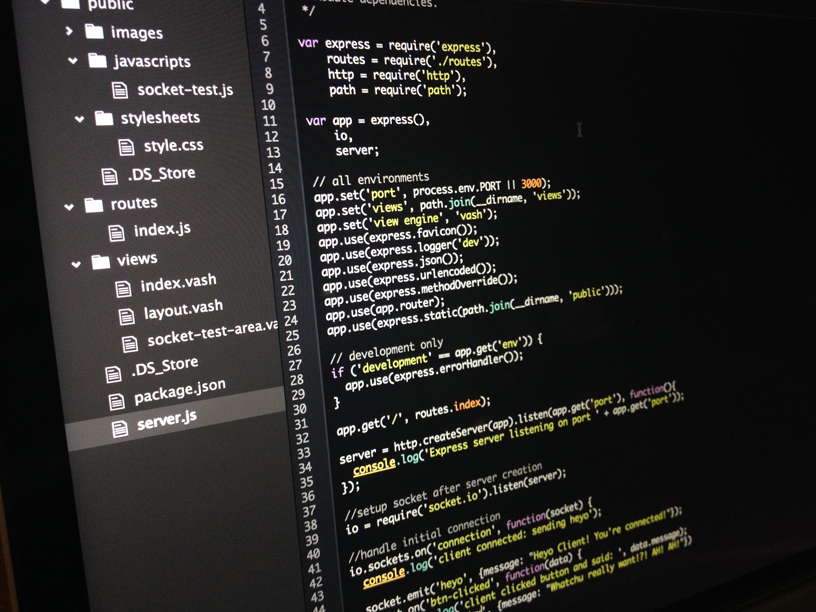 public
images
javascripts
socket-test.js
stylesheets
style.css
.DS_Store
routes
index.js
views
index.vash
layout.vash
socket-test-area.va
.DS_Store
package.json
server.js
4 dependencies.
5 */
6
7 var express = require('express'),
8 routes = require('./routes'),
9 http = require('http'),
10 path = require('path');
11
12 var app = express(),
13 io,
14 server;
15
16 // all environments
17 app.set('port', process.env.PORT || 3000);
18 app.set('views', path.join(__dirname, 'views'));
19 app.set('view engine', 'vash');
20 app.use(express.favicon());
21 app.use(express.logger('dev'));
22 app.use(express.json());
23 app.use(express.urlencoded());
24 app.use(express.methodOverride());
25 app.use(app.router);
26 app.use(express.static(path.join(__dirname, 'public')));
27
28 // development only
29 if ('development' == app.get('env')) {
30 app.use(express.errorHandler());
31 }
32
33 app.get('/', routes.index);
34
35 server = http.createServer(app).listen(app.get('port'), function(){
36 console.log('Express server listening on port ' + app.get('port'));
37 });
38
39 //setup socket after server creation
40 io = require('socket.io').listen(server);
41
42 //handle initial connection
43 io.sockets.on('connection', function(socket) {
44 console.log('client connected: sending heyo');
socket.emit('heyo', {message: "Heyo Client! You're connected!"});
'btn-clicked', function(data) {
'client clicked button and said: ', data.message);
{message: "Whatchu really want!?! AH! AH!"})